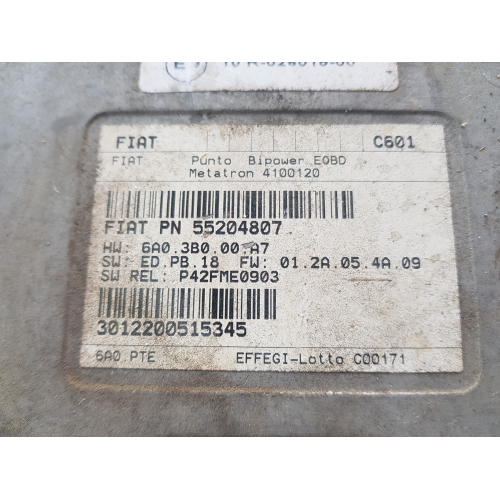 FIAT C601
FIAT Punto Bipower EOBD
Metatron 4100120
FIAT PN 55204807
HW: 6A0.3B0.00.A7
SW: ED.PB.18 FW: 01.2A.05.4A.09
SW REL: P42FME0903
3012200515345
6A0 PTE EFFEGI-Lotto C00171